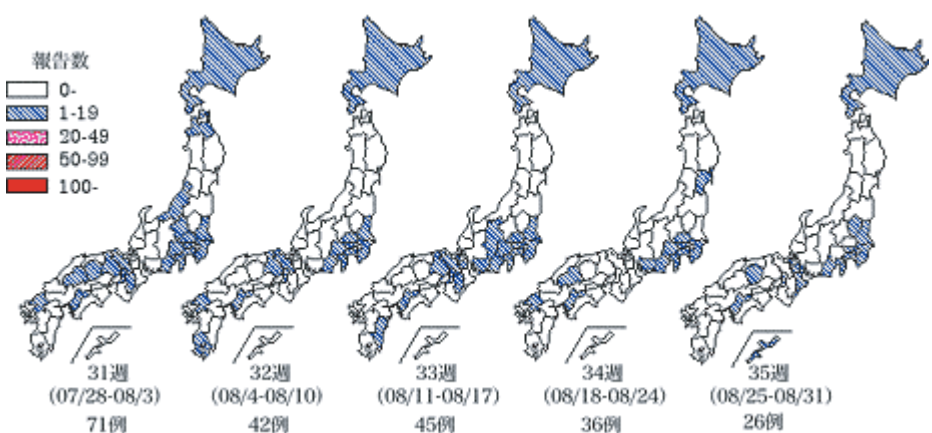 報告数
0-
1-19
20-49
50-99
100-
31週
(07/28-08/3)
71例
32週
(08/4-08/10)
42例
33週
(08/11-08/17)
45例
34週
(08/18-08/24)
36例
35週
(08/25-08/31)
26例